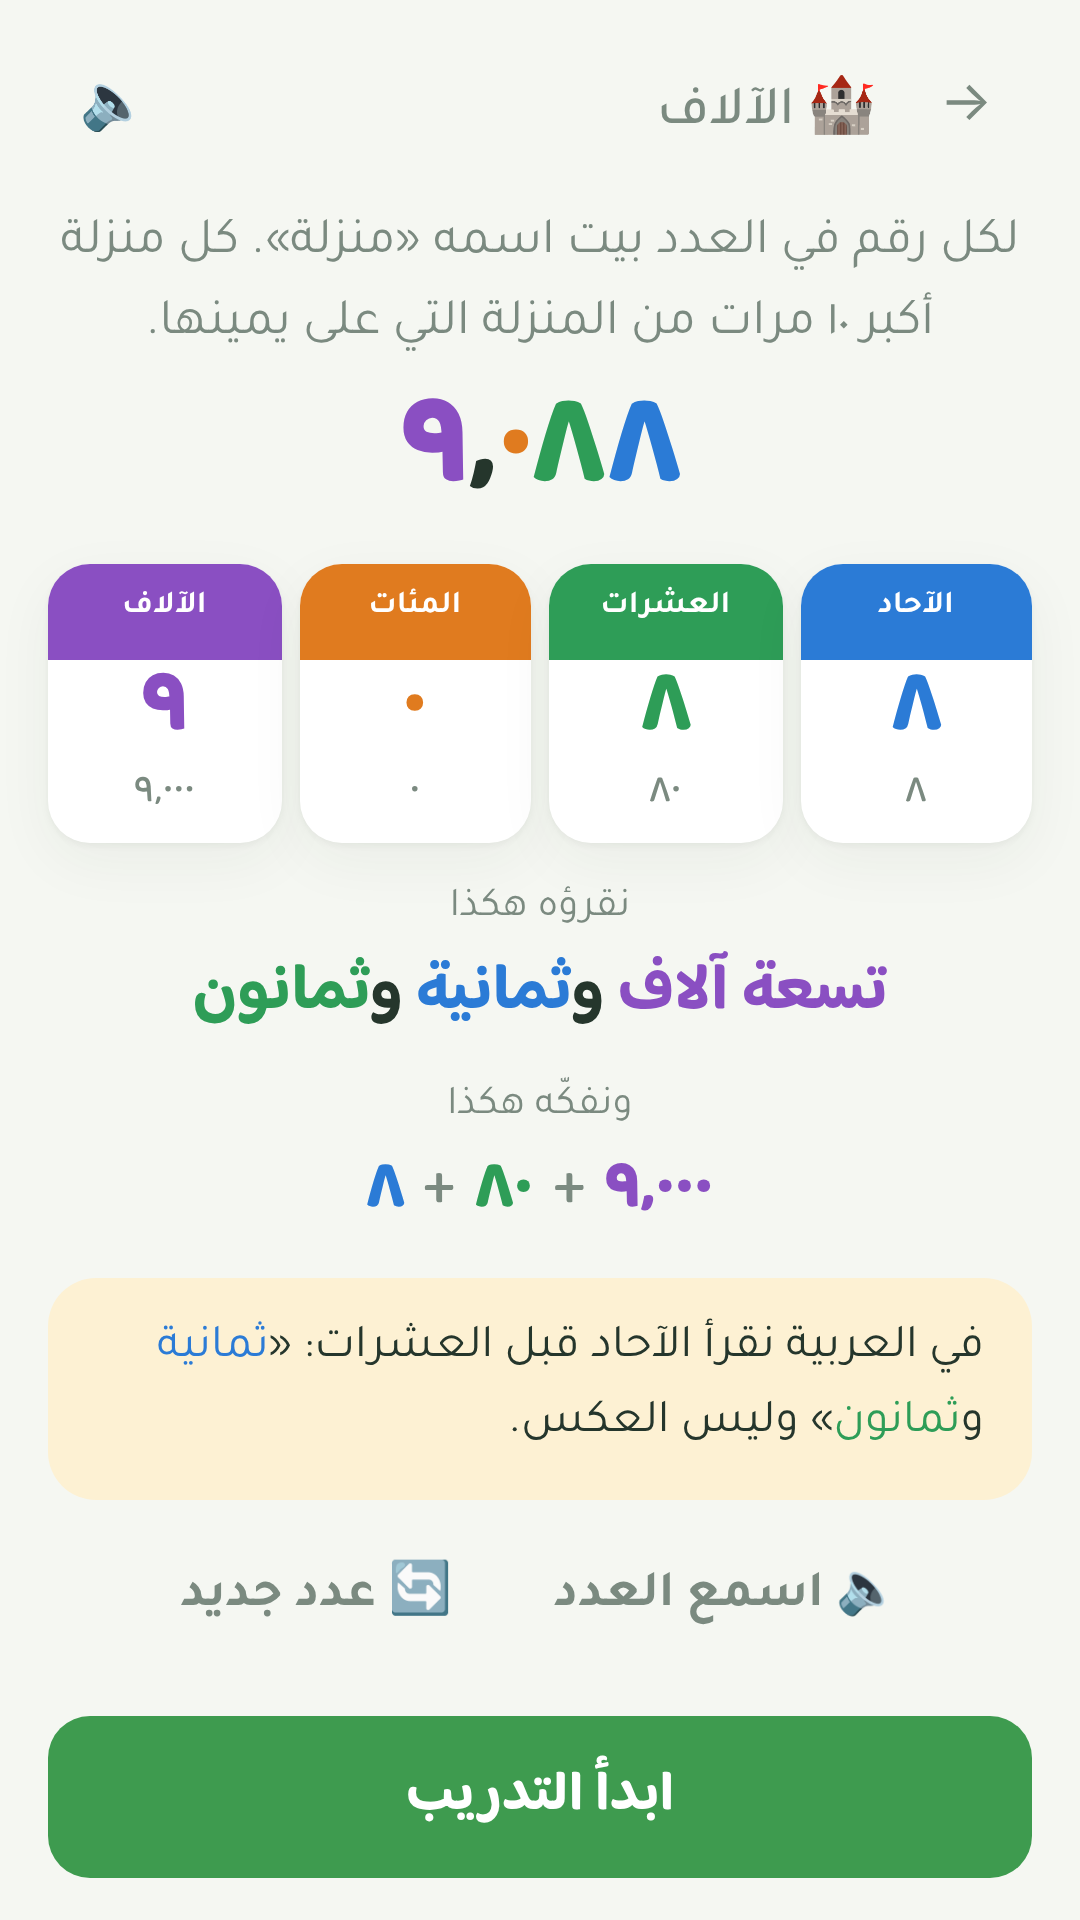 🏰 الآلاف
لكل رقم في العدد بيت اسمه «منزلة». كل منزلة
أكبر ١٠ مرات من المنزلة التي على يمينها.
٩,٠٨٨
الآحاد
٨
٨
العشرات
٨
٨٠
المئات
٠
٠
الآلاف
٩
٩,٠٠٠
نقرؤه هكذا
تسعة آلاف وثمانية وثمانون
ونفكّه هكذا
٩,٠٠٠ + ٨٠ + ٨
في العربية نقرأ الآحاد قبل العشرات: «ثمانية
وثمانون» وليس العكس.
🔈 اسمع العدد
🔄 عدد جديد
ابدأ التدريب